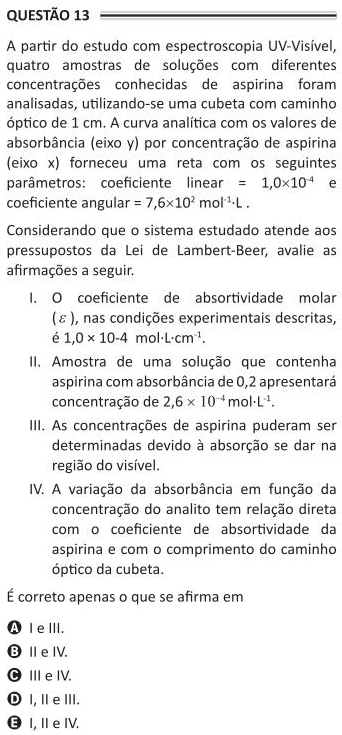 QUESTÃO 13
A partir do estudo com espectroscopia UV-Visível,
quatro amostras de soluções com diferentes
concentrações conhecidas de aspirina foram
analisadas, utilizando-se uma cubeta com caminho
óptico de 1 cm. A curva analítica com os valores de
absorbância (eixo y) por concentração de aspirina
(eixo x) forneceu uma reta com os seguintes
parâmetros: coeficiente linear = 1,0×10⁻⁴ e
coeficiente angular = 7,6×10² mol⁻¹·L .
Considerando que o sistema estudado atende aos
pressupostos da Lei de Lambert-Beer, avalie as
afirmações a seguir.
I. O coeficiente de absortividade molar
(ε), nas condições experimentais descritas,
é 1,0 × 10-4 mol·L·cm⁻¹.
II. Amostra de uma solução que contenha
aspirina com absorbância de 0,2 apresentará
concentração de 2,6 × 10⁻⁴ mol·L⁻¹.
III. As concentrações de aspirina puderam ser
determinadas devido à absorção se dar na
região do visível.
IV. A variação da absorbância em função da
concentração do analito tem relação direta
com o coeficiente de absortividade da
aspirina e com o comprimento do caminho
óptico da cubeta.
É correto apenas o que se afirma em
A I e III.
B II e IV.
C III e IV.
D I, II e III.
E I, II e IV.